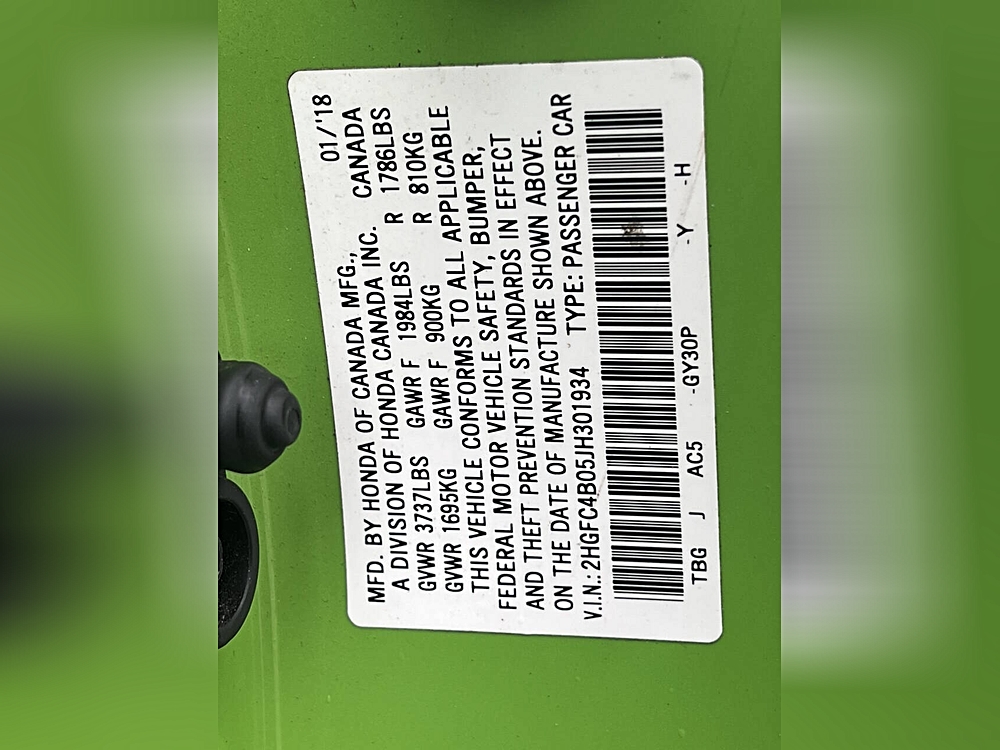 MFD. BY HONDA OF CANADA MFG., 01/'18
A DIVISION OF HONDA CANADA INC. CANADA
GVWR 3737LBS GAWR F 1984LBS R 1786LBS
GVWR 1695KG GAWR F 900KG R 810KG
THIS VEHICLE CONFORMS TO ALL APPLICABLE
FEDERAL MOTOR VEHICLE SAFETY, BUMPER,
AND THEFT PREVENTION STANDARDS IN EFFECT
ON THE DATE OF MANUFACTURE SHOWN ABOVE.
V.I.N.: 2HGFC4B05JH301934 TYPE: PASSENGER CAR
TBG J AC5 -GY30P -Y -H